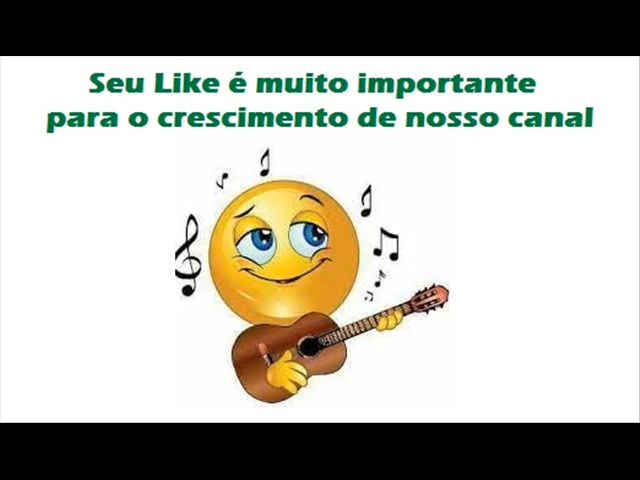 Seu Like é muito importante
para o crescimento de nosso canal